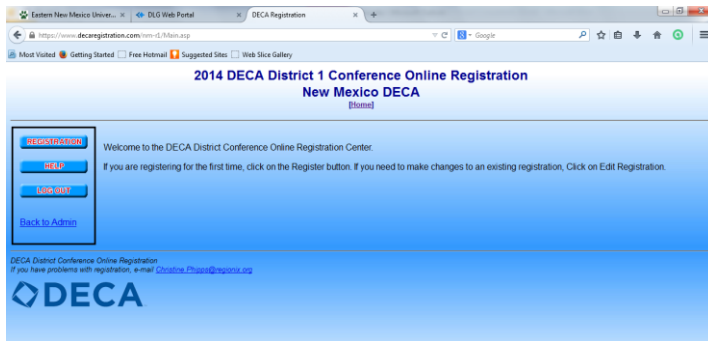 Eastern New Mexico Univer... ×
DLG Web Portal ×
DECA Registration ×
+
https://www.decaregistration.com/nm-r1/Main.asp
Google
Most Visited Getting Started Free Hotmail Suggested Sites Web Slice Gallery
2014 DECA District 1 Conference Online Registration
New Mexico DECA
[Home]
REGISTRATION
HELP
LOG OUT
Back to Admin
Welcome to the DECA District Conference Online Registration Center.
If you are registering for the first time, click on the Register button. If you need to make changes to an existing registration, Click on Edit Registration.
DECA District Conference Online Registration
If you have problems with registration, e-mail Christine.Phipps@regionix.org
DECA